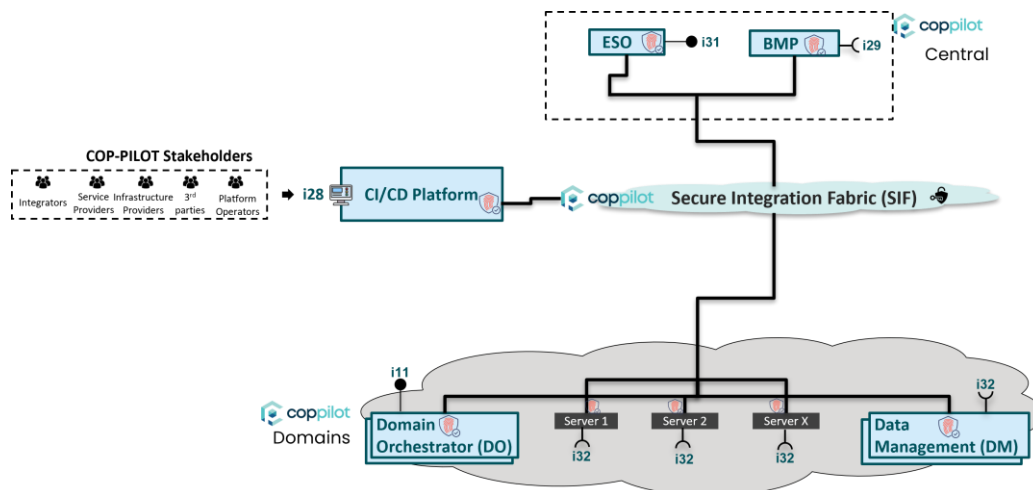 coppilot
Central
ESO
i31
BMP
i29
COP-PILOT Stakeholders
Integrators
Service
Providers
Infrastructure
Providers
3rd
parties
Platform
Operators
i28
CI/CD Platform
coppilot
Secure Integration Fabric (SIF)
i11
i32
coppilot
Domains
Domain
Orchestrator (DO)
Server 1
i32
Server 2
i32
Server X
i32
Data
Management (DM)